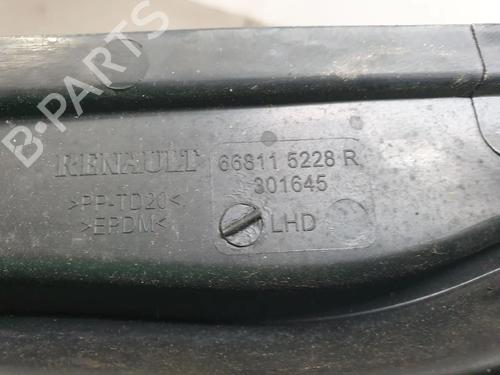 B-PARTS
RENAULT
66811 5228 R
301645
>PP-TD20<
>EPDM<
LHD